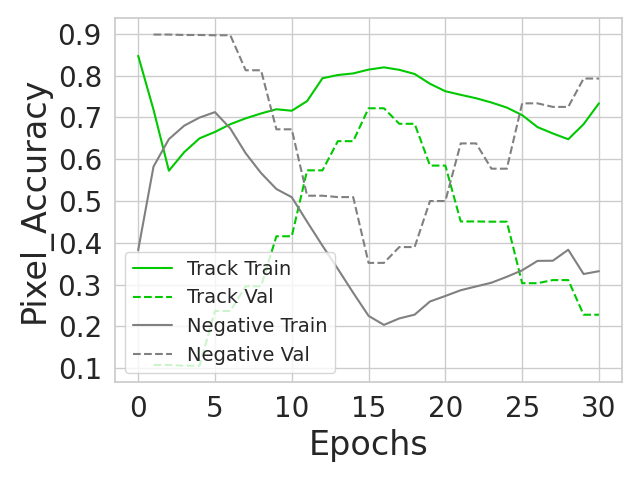 0.9
0.8
0.7
0.6
0.5
0.4
0.3
0.2
0.1
Pixel_Accuracy
Track Train
Track Val
Negative Train
Negative Val
0 5 10 15 20 25 30
Epochs